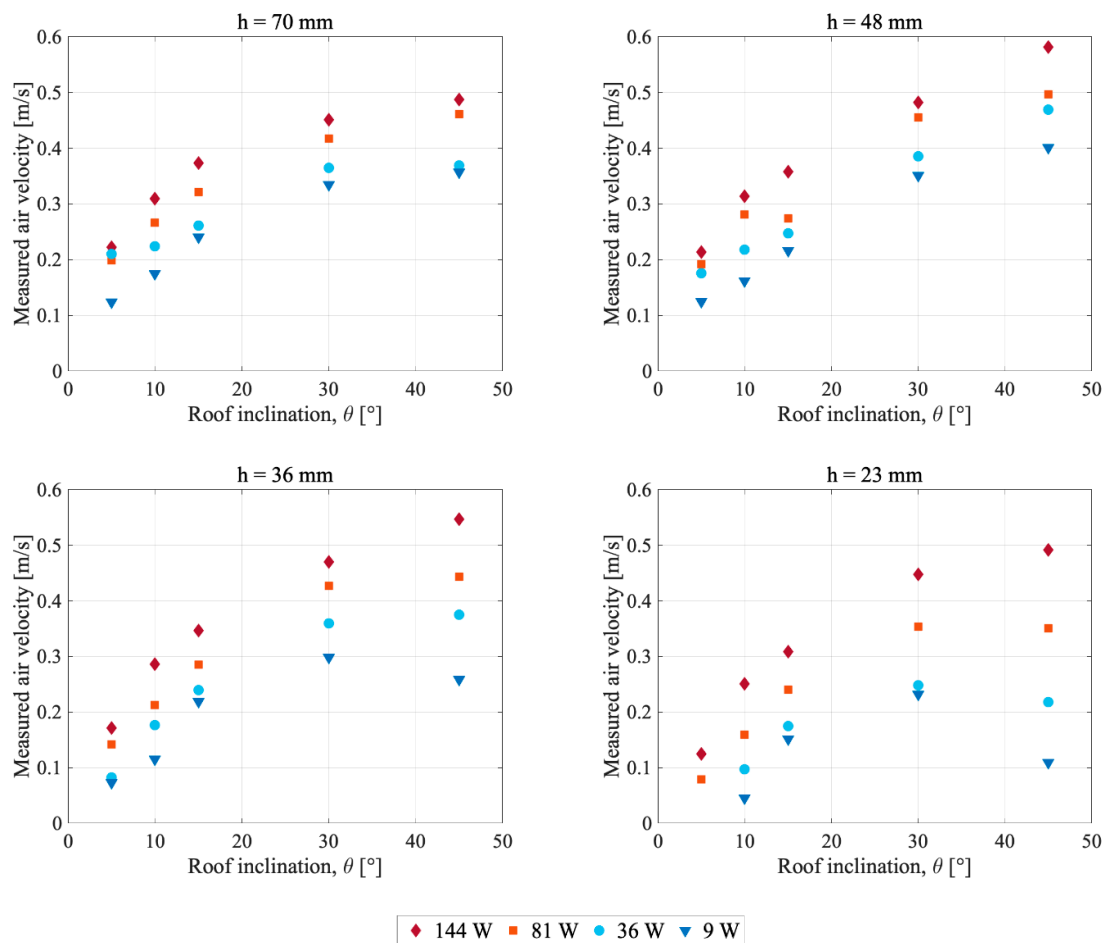 h = 70 mm
Measured air velocity [m/s]
0.6
0.5
0.4
0.3
0.2
0.1
0
0 10 20 30 40 50
Roof inclination, θ [°]
h = 48 mm
Measured air velocity [m/s]
0.6
0.5
0.4
0.3
0.2
0.1
0
0 10 20 30 40 50
Roof inclination, θ [°]
h = 36 mm
Measured air velocity [m/s]
0.6
0.5
0.4
0.3
0.2
0.1
0
0 10 20 30 40 50
Roof inclination, θ [°]
h = 23 mm
Measured air velocity [m/s]
0.6
0.5
0.4
0.3
0.2
0.1
0
0 10 20 30 40 50
Roof inclination, θ [°]
144 W 81 W 36 W 9 W